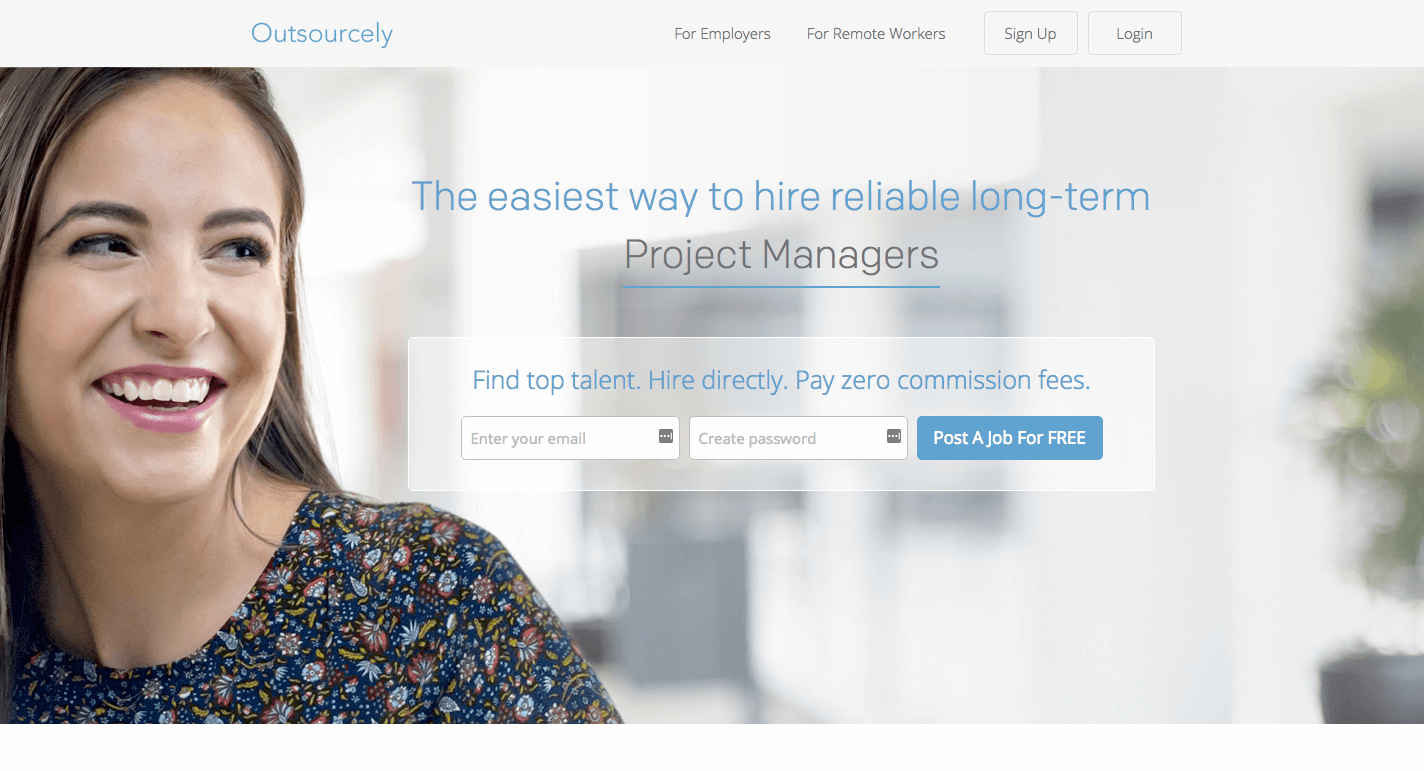 Outsourcely
For Employers
For Remote Workers
Sign Up
Login
The easiest way to hire reliable long-term
Project Managers
Find top talent. Hire directly. Pay zero commission fees.
Enter your email
Create password
Post A Job For FREE